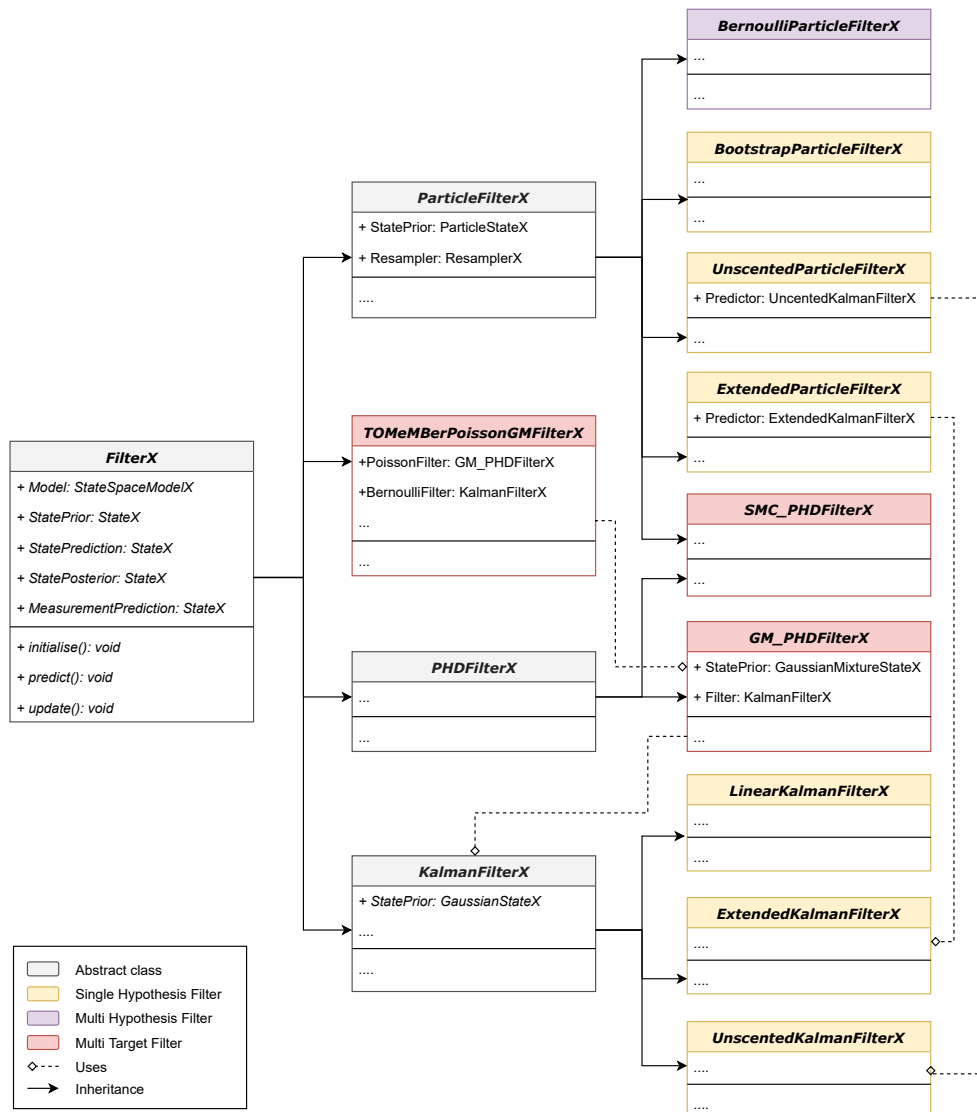 BernoulliParticleFilterX
...
...
BootstrapParticleFilterX
...
...
ParticleFilterX
+ StatePrior: ParticleStateX
+ Resampler: ResamplerX
....
UnscentedParticleFilterX
+ Predictor: UncentedKalmanFilterX
...
ExtendedParticleFilterX
+ Predictor: ExtendedKalmanFilterX
...
TOMeMBerPoissonGMFilterX
+PoissonFilter: GM_PHDFilterX
+BernoulliFilter: KalmanFilterX
...
...
FilterX
+ Model: StateSpaceModelX
+ StatePrior: StateX
+ StatePrediction: StateX
+ StatePosterior: StateX
+ MeasurementPrediction: StateX
+ initialise(): void
+ predict(): void
+ update(): void
SMC_PHDFilterX
...
...
GM_PHDFilterX
+ StatePrior: GaussianMixtureStateX
+ Filter: KalmanFilterX
...
PHDFilterX
...
...
LinearKalmanFilterX
....
....
KalmanFilterX
+ StatePrior: GaussianStateX
....
....
ExtendedKalmanFilterX
....
....
UnscentedKalmanFilterX
....
....
Abstract class
Single Hypothesis Filter
Multi Hypothesis Filter
Multi Target Filter
Uses
Inheritance